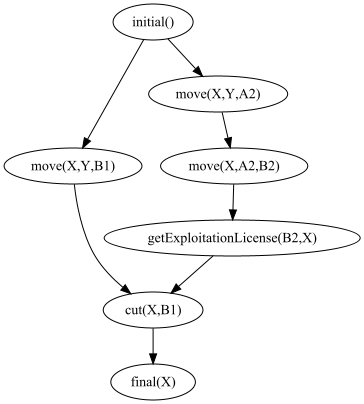 initial()
move(X,Y,A2)
move(X,Y,B1)
move(X,A2,B2)
getExploitationLicense(B2,X)
cut(X,B1)
final(X)